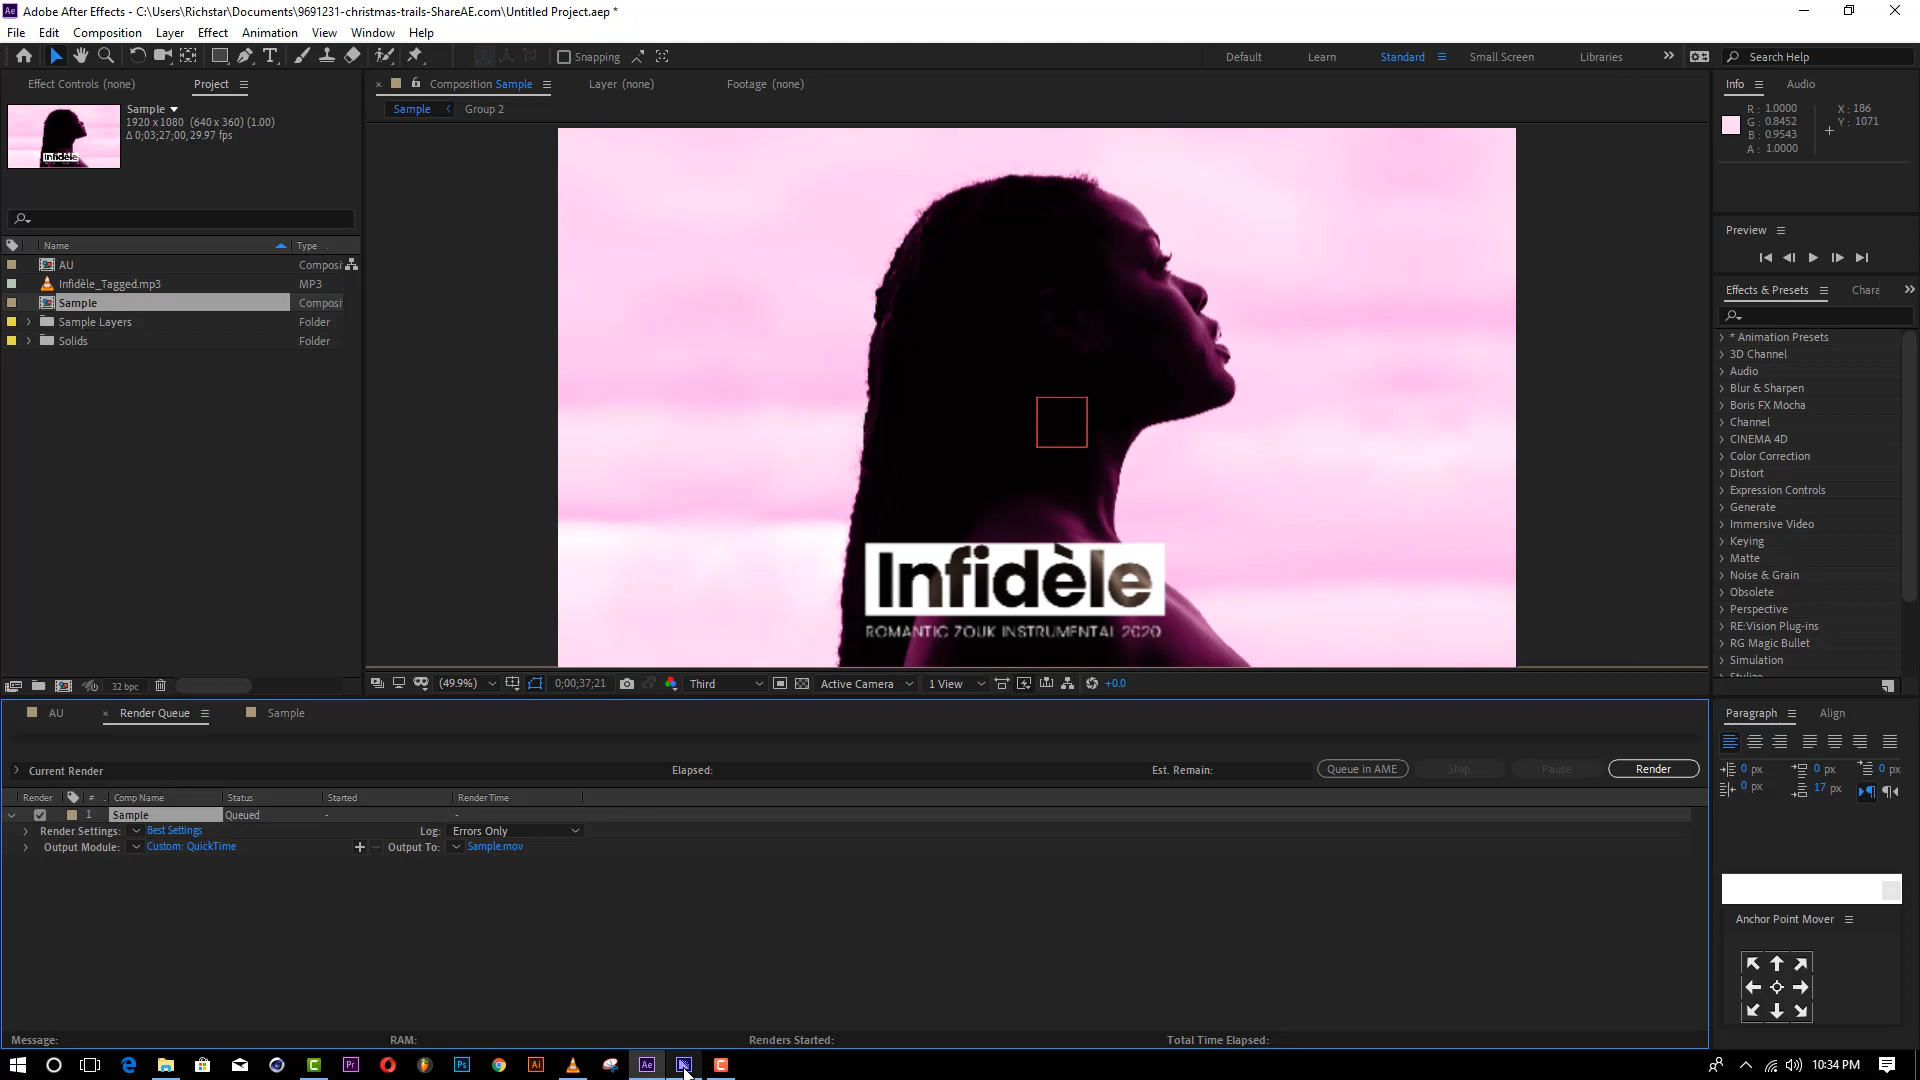 Adobe After Effects - C:\Users\Richstar\Documents\9691231-christmas-trails-ShareAE.com\Untitled Project.aep *
File Edit Composition Layer Effect Animation View Window Help
Snapping Default Learn Standard Small Screen Libraries Search Help
Effect Controls (none) Project Composition Sample Layer (none) Footage (none) Info Audio
Sample
1920 x 1080 (640 x 360) (1.00)
Δ 0;03;27;00, 29.97 fps
Sample Group 2
R : 1.0000
G : 0.8452
B : 0.9543
A : 1.0000
X : 186
Y : 1071
Preview
Name Type
AU Composi
Infidèle_Tagged.mp3 MP3
Sample Composi
Sample Layers Folder
Solids Folder
Effects & Presets Chara
* Animation Presets
3D Channel
Audio
Blur & Sharpen
Boris FX Mocha
Channel
CINEMA 4D
Color Correction
Distort
Expression Controls
Generate
Immersive Video
Keying
Matte
Noise & Grain
Obsolete
Perspective
RE:Vision Plug-ins
RG Magic Bullet
Simulation
Stylize
Infidèle
Infidèle
ROMANTIC ZOUK INSTRUMENTAL 2020
32 bpc
(49.9%) 0;00;37;21 Third Active Camera 1 View +0.0
AU Render Queue Sample
Current Render Elapsed: Est. Remain: Queue in AME Stop Pause Render
Render # Comp Name Status Started Render Time
1 Sample Queued - -
Render Settings: Best Settings Log: Errors Only
Output Module: Custom: QuickTime Output To: Sample.mov
Message: RAM: Renders Started: Total Time Elapsed:
Paragraph Align
0 px 0 px 0 px
0 px 17 px
Anchor Point Mover
Pr Ps Ai Ae
10:34 PM